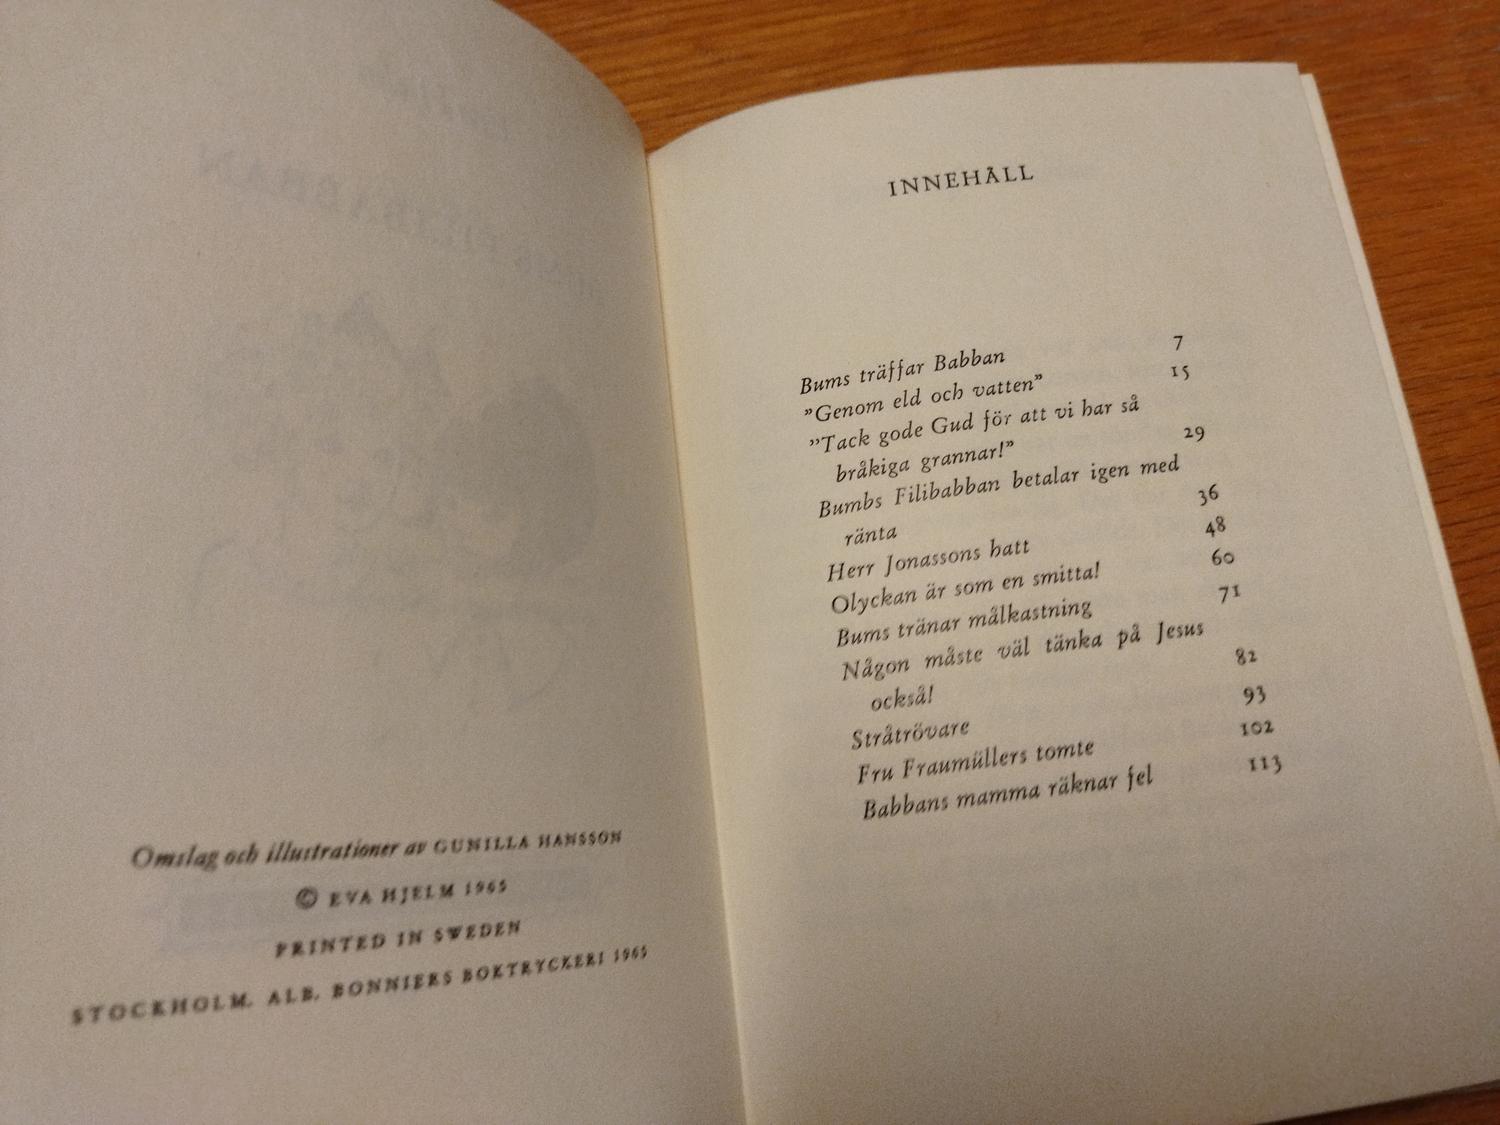 Omslag och illustrationer av GUNILLA HANSSON
© EVA HJELM 1965
PRINTED IN SWEDEN
STOCKHOLM. ALB. BONNIERS BOKTRYCKERI 1965
INNEHÅLL
Bums träffar Babban 7
”Genom eld och vatten” 15
”Tack gode Gud för att vi har så
bråkiga grannar!” 29
Bumbs Filibabban betalar igen med
ränta 36
Herr Jonassons hatt 48
Olyckan är som en smitta! 60
Bums tränar målkastning 71
Någon måste väl tänka på Jesus
också! 82
Stråtrövare 93
Fru Fraumüllers tomte 102
Babbans mamma räknar fel 113